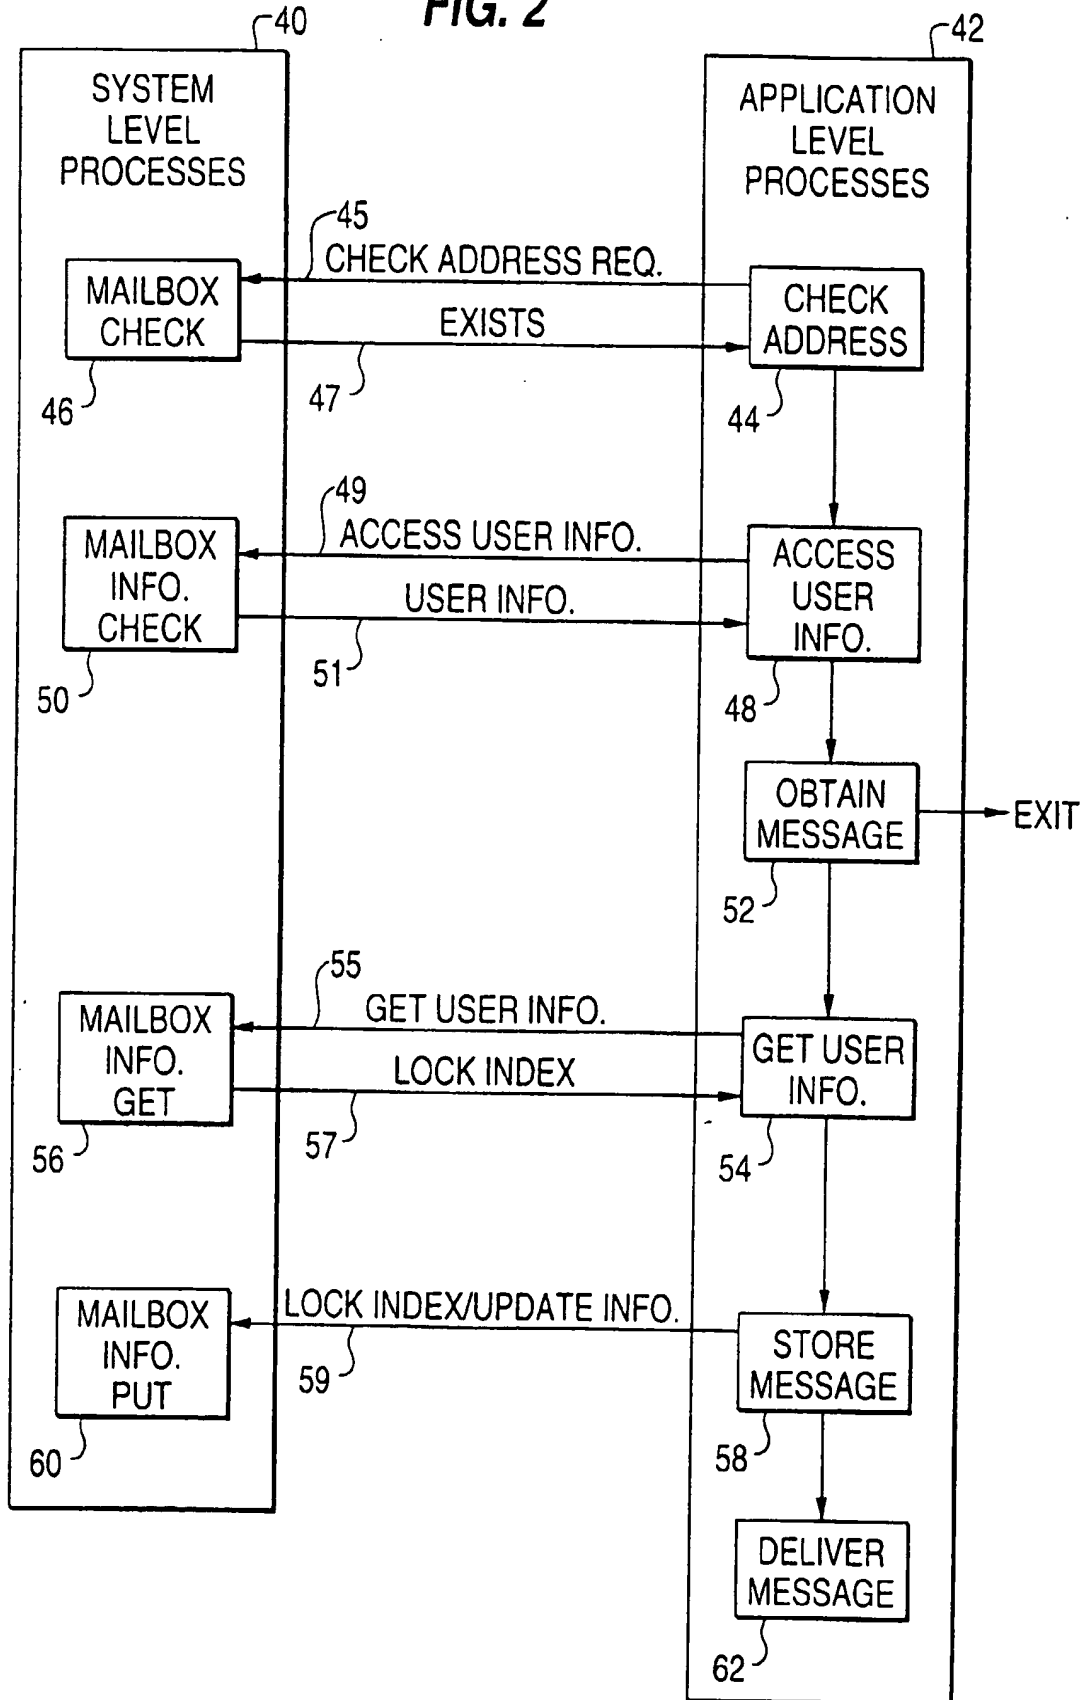 FIG. 2
40
42
SYSTEM
LEVEL
PROCESSES
APPLICATION
LEVEL
PROCESSES
45
CHECK ADDRESS REQ.
MAILBOX
CHECK
EXISTS
CHECK
ADDRESS
46
47
44
49
ACCESS USER INFO.
MAILBOX
INFO.
CHECK
USER INFO.
ACCESS
USER
INFO.
50
51
48
OBTAIN
MESSAGE
EXIT
52
55
GET USER INFO.
MAILBOX
INFO.
GET
LOCK INDEX
GET USER
INFO.
56
57
54
LOCK INDEX/UPDATE INFO.
MAILBOX
INFO.
PUT
STORE
MESSAGE
59
60
58
DELIVER
MESSAGE
62